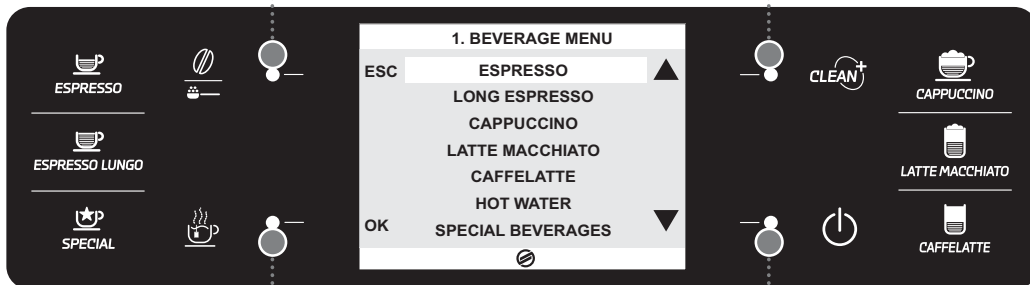 ESPRESSO
ESPRESSO LUNGO
SPECIAL
1. BEVERAGE MENU
ESC
ESPRESSO
LONG ESPRESSO
CAPPUCCINO
LATTE MACCHIATO
CAFFELATTE
HOT WATER
OK
SPECIAL BEVERAGES
CLEAN+
CAPPUCCINO
LATTE MACCHIATO
CAFFELATTE